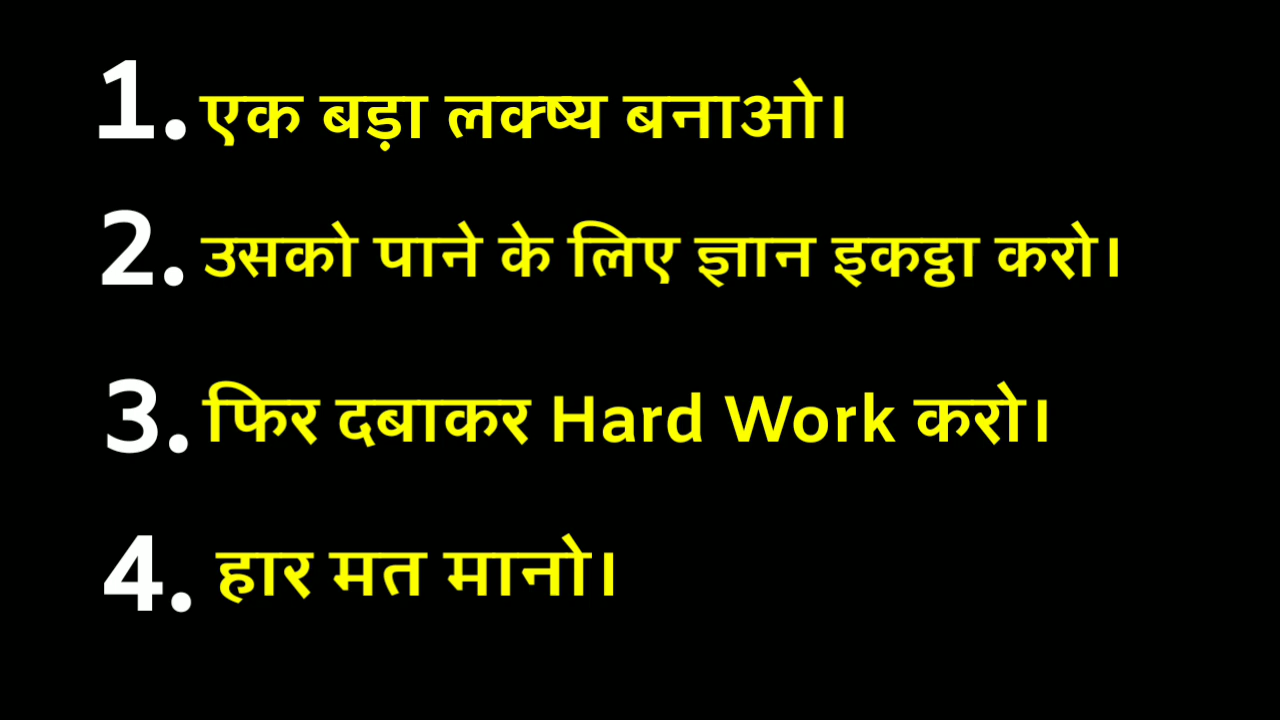 1. एक बड़ा लक्ष्य बनाओ।
2. उसको पाने के लिए ज्ञान इकट्ठा करो।
3. फिर दबाकर Hard Work करो।
4. हार मत मानो।